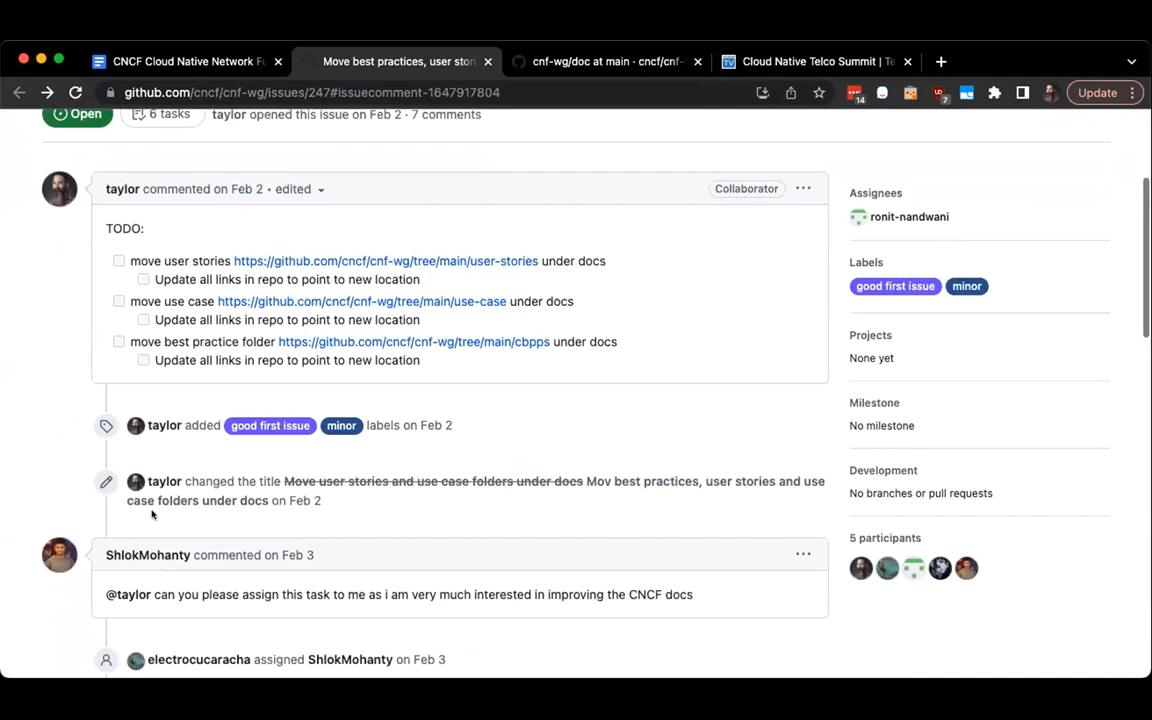 CNCF Cloud Native Network Fu
Move best practices, user stori
cnf-wg/doc at main · cncf/cnf-
Cloud Native Telco Summit | Te
github.com/cncf/cnf-wg/issues/247#issuecomment-1647917804
14
7
Update
Open
6 tasks
taylor opened this issue on Feb 2 · 7 comments
taylor commented on Feb 2 • edited
Collaborator
TODO:
move user stories https://github.com/cncf/cnf-wg/tree/main/user-stories under docs
Update all links in repo to point to new location
move use case https://github.com/cncf/cnf-wg/tree/main/use-case under docs
Update all links in repo to point to new location
move best practice folder https://github.com/cncf/cnf-wg/tree/main/cbpps under docs
Update all links in repo to point to new location
taylor added good first issue minor labels on Feb 2
taylor changed the title Move user stories and use case folders under docs Mov best practices, user stories and use
case folders under docs on Feb 2
ShlokMohanty commented on Feb 3
@taylor can you please assign this task to me as i am very much interested in improving the CNCF docs
electrocucaracha assigned ShlokMohanty on Feb 3
Assignees
ronit-nandwani
Labels
good first issue minor
Projects
None yet
Milestone
No milestone
Development
No branches or pull requests
5 participants